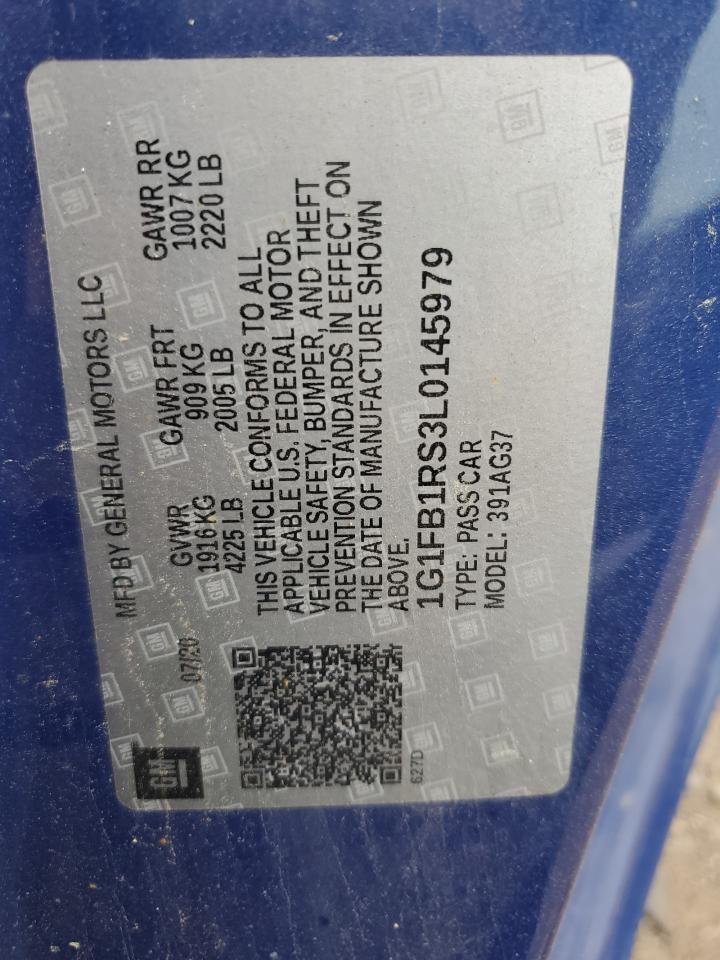 MFD BY GENERAL MOTORS LLC
07/20
GVWR GAWR FRT GAWR RR
1916 KG 909 KG 1007 KG
4225 LB 2005 LB 2220 LB
THIS VEHICLE CONFORMS TO ALL
APPLICABLE U.S. FEDERAL MOTOR
VEHICLE SAFETY, BUMPER, AND THEFT
PREVENTION STANDARDS IN EFFECT ON
THE DATE OF MANUFACTURE SHOWN
ABOVE.
1G1FB1RS3L0145979
TYPE: PASS CAR
MODEL: 391AG37
GM
627D